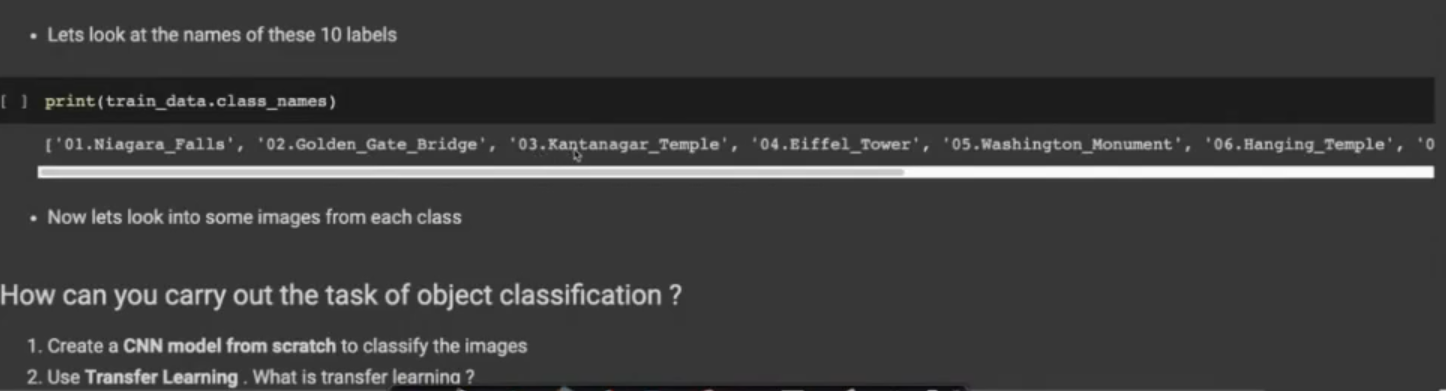 • Lets look at the names of these 10 labels
[ ] print(train_data.class_names)
['01.Niagara_Falls', '02.Golden_Gate_Bridge', '03.Kantanagar_Temple', '04.Eiffel_Tower', '05.Washington_Monument', '06.Hanging_Temple', '0
• Now lets look into some images from each class
How can you carry out the task of object classification ?
1. Create a CNN model from scratch to classify the images
2. Use Transfer Learning . What is transfer learning ?